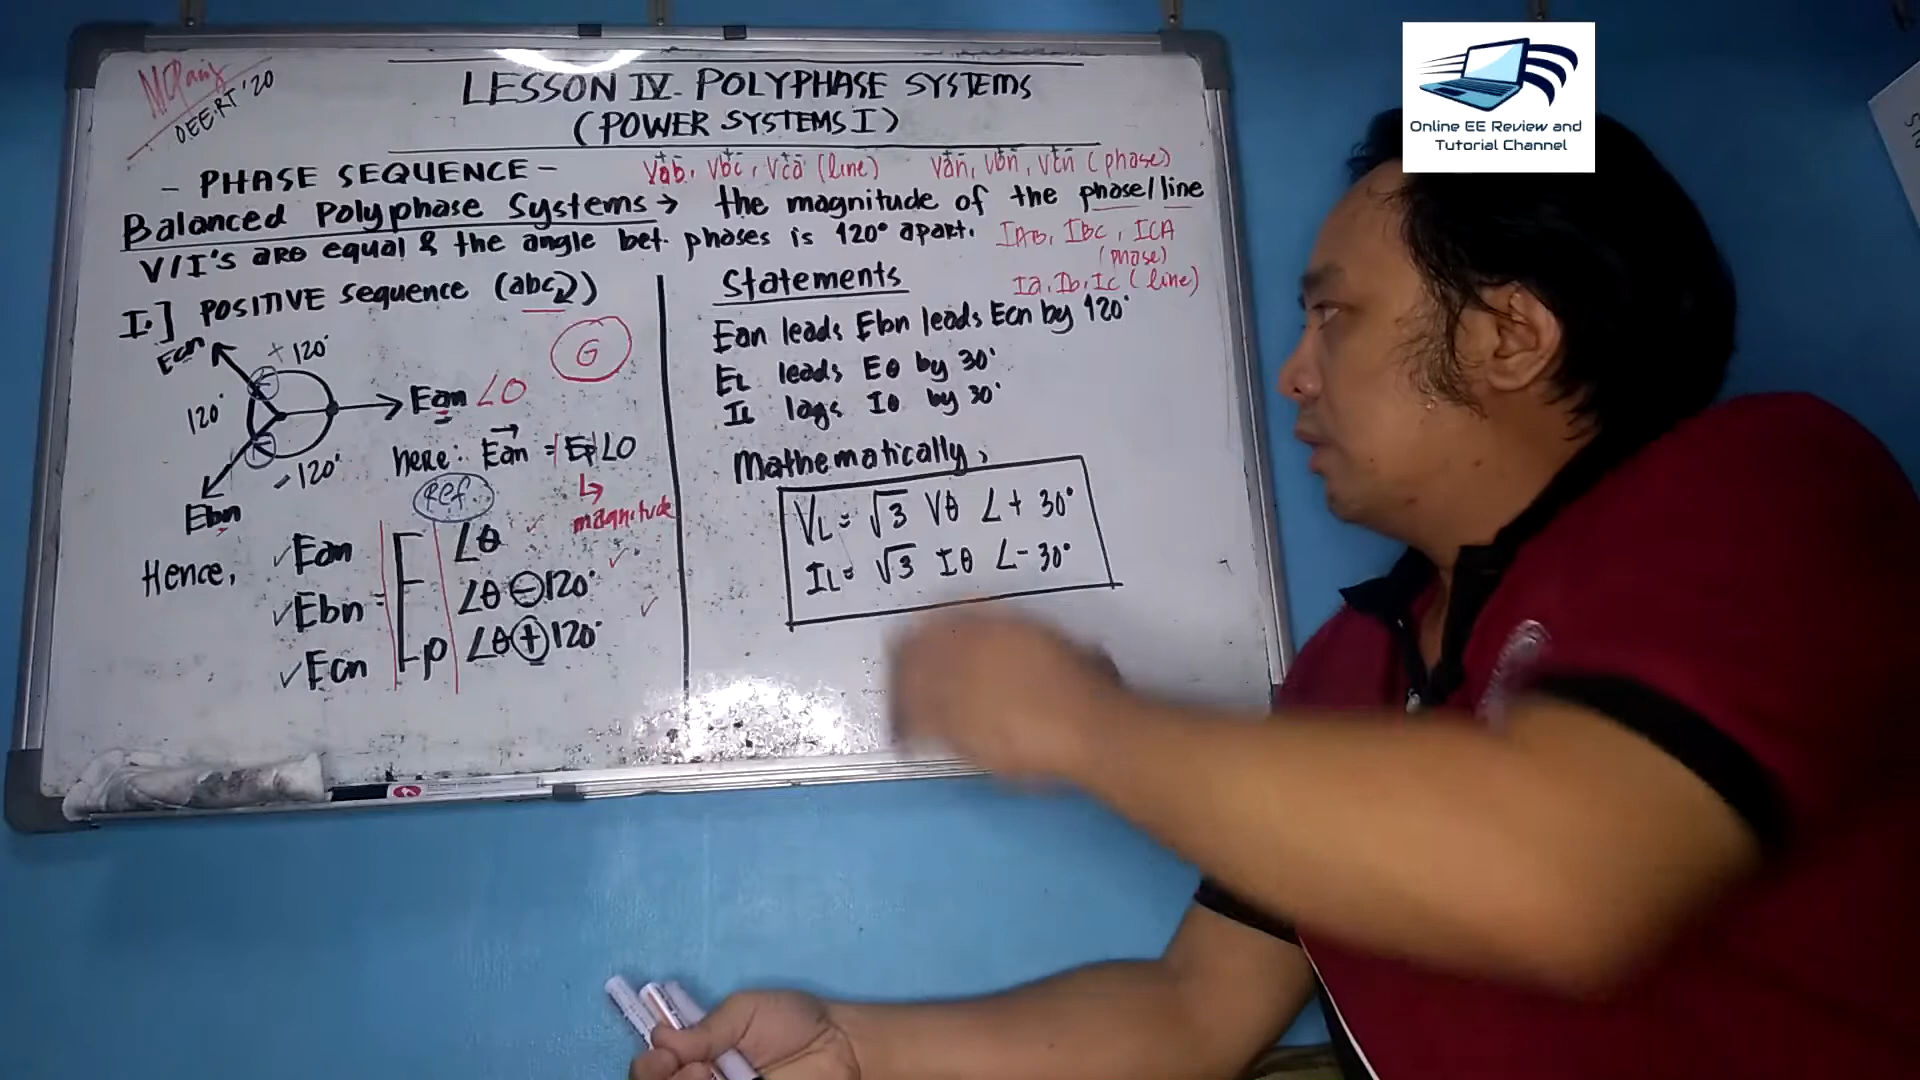 OEERT '20
LESSON IV. POLYPHASE SYSTEMS
(POWER SYSTEMS I)
- PHASE SEQUENCE -
Vab, Vbc, Vca (line) Van, Vbn, Vcn (phase)
Balanced Polyphase Systems → the magnitude of the phase/line
V/I's are equal & the angle bet. phases is 120° apart.
IAB, IBC, ICA
(phase)
Ia, Ib, Ic (line)
I.] POSITIVE sequence (abc)
Ecn
+ 120°
G
120°
Ean ∠0
- 120°
Ebn
here: Ean = |Ep| ∠0
Ref.
magnitude
Hence,
Ean
Ebn =
Ecn
Ep
∠θ
∠θ - 120°
∠θ + 120°
Statements
Ean leads Ebn leads Ecn by 120°
EL leads Eθ by 30°
IL lags Iθ by 30°
Mathematically,
VL = √3 Vθ ∠+ 30°
IL = √3 Iθ ∠- 30°
Online EE Review and
Tutorial Channel